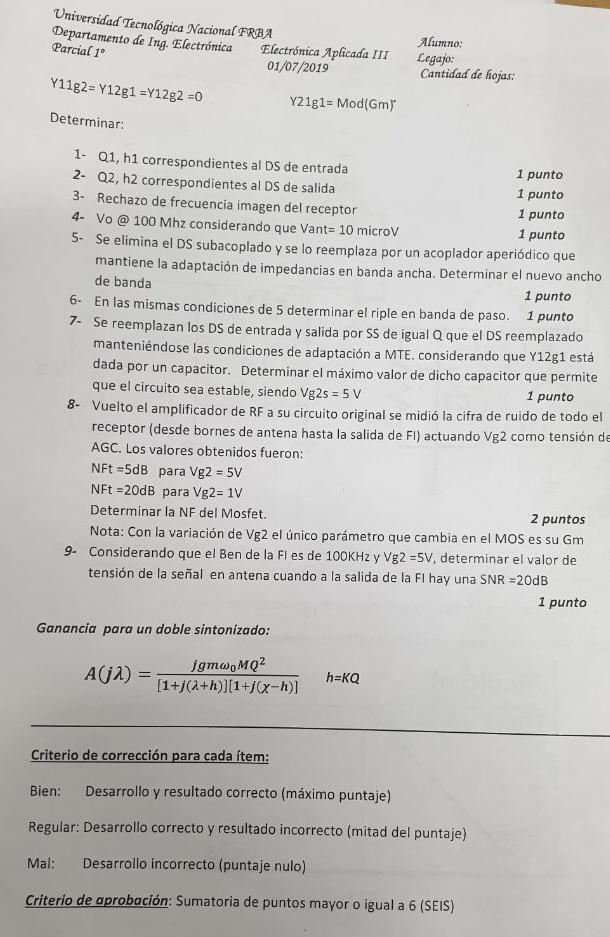 Universidad Tecnológica Nacional FRBA
Departamento de Ing. Electrónica Electrónica Aplicada III Alumno:
Parcial 1° 01/07/2019 Legajo:
Cantidad de hojas:
Y11g2= Y12g1 =Y12g2 =0 Y21g1= Mod(Gm)
Determinar:
1- Q1, h1 correspondientes al DS de entrada 1 punto
2- Q2, h2 correspondientes al DS de salida 1 punto
3- Rechazo de frecuencia imagen del receptor 1 punto
4- Vo @ 100 Mhz considerando que Vant= 10 microV 1 punto
5- Se elimina el DS subacoplado y se lo reemplaza por un acoplador aperiódico que
mantiene la adaptación de impedancias en banda ancha. Determinar el nuevo ancho
de banda 1 punto
6- En las mismas condiciones de 5 determinar el riple en banda de paso. 1 punto
7- Se reemplazan los DS de entrada y salida por SS de igual Q que el DS reemplazado
manteniéndose las condiciones de adaptación a MTE. considerando que Y12g1 está
dada por un capacitor. Determinar el máximo valor de dicho capacitor que permite
que el circuito sea estable, siendo Vg2s = 5 V 1 punto
8- Vuelto el amplificador de RF a su circuito original se midió la cifra de ruido de todo el
receptor (desde bornes de antena hasta la salida de FI) actuando Vg2 como tensión de
AGC. Los valores obtenidos fueron:
NFt =5dB para Vg2 = 5V
NFt =20dB para Vg2= 1V
Determinar la NF del Mosfet. 2 puntos
Nota: Con la variación de Vg2 el único parámetro que cambia en el MOS es su Gm
9- Considerando que el Ben de la FI es de 100KHz y Vg2 =5V, determinar el valor de
tensión de la señal en antena cuando a la salida de la FI hay una SNR =20dB
1 punto
Ganancia para un doble sintonizado:
A(jλ) = jgmω₀MQ² / [1+j(λ+h)][1+j(χ−h)] h=KQ
Criterio de corrección para cada ítem:
Bien: Desarrollo y resultado correcto (máximo puntaje)
Regular: Desarrollo correcto y resultado incorrecto (mitad del puntaje)
Mal: Desarrollo incorrecto (puntaje nulo)
Criterio de aprobación: Sumatoria de puntos mayor o igual a 6 (SEIS)